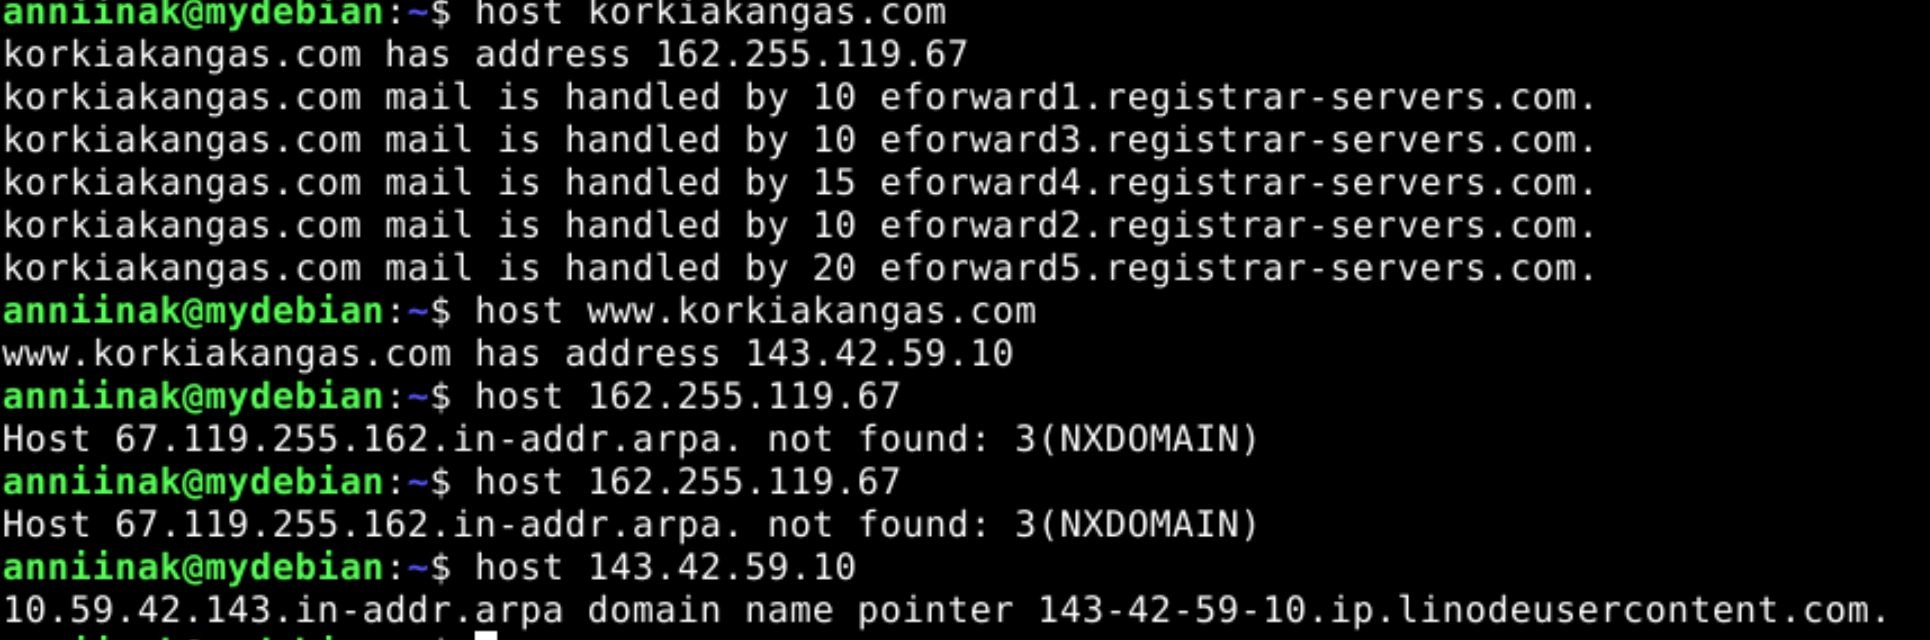 anniinak@mydebian:~$ host korkiakangas.com
korkiakangas.com has address 162.255.119.67
korkiakangas.com mail is handled by 10 eforward1.registrar-servers.com.
korkiakangas.com mail is handled by 10 eforward3.registrar-servers.com.
korkiakangas.com mail is handled by 15 eforward4.registrar-servers.com.
korkiakangas.com mail is handled by 10 eforward2.registrar-servers.com.
korkiakangas.com mail is handled by 20 eforward5.registrar-servers.com.
anniinak@mydebian:~$ host www.korkiakangas.com
www.korkiakangas.com has address 143.42.59.10
anniinak@mydebian:~$ host 162.255.119.67
Host 67.119.255.162.in-addr.arpa. not found: 3(NXDOMAIN)
anniinak@mydebian:~$ host 162.255.119.67
Host 67.119.255.162.in-addr.arpa. not found: 3(NXDOMAIN)
anniinak@mydebian:~$ host 143.42.59.10
10.59.42.143.in-addr.arpa domain name pointer 143-42-59-10.ip.linodeusercontent.com.